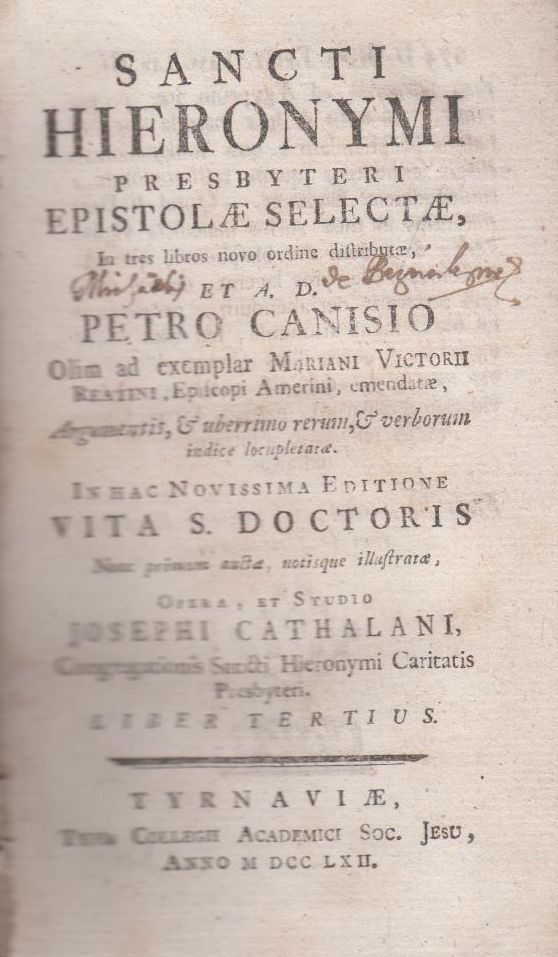 SANCTI
HIERONYMI
PRESBYTERI
EPISTOLÆ SELECTÆ,
In tres libros novo ordine diſtributæ,
Michaelis ET A. D. de
PETRO CANISIO
Olim ad exemplar MARIANI VICTORII
REATINI, Epiſcopi Amerini, emendatæ,
Argumentis, & uberrimo rerum, & verborum
indice locupletatæ.
IN HAC NOVISSIMA EDITIONE
VITA S. DOCTORIS
Nunc primum auctæ, notisque illuſtratæ,
OPERA, ET STUDIO
JOSEPHI CATHALANI,
Congregationis Sancti Hieronymi Caritatis
Presbyteri.
LIBER TERTIUS.
TYRNAVIÆ,
TYPIS COLLEGII ACADEMICI SOC. JESU,
ANNO M DCC LXII.